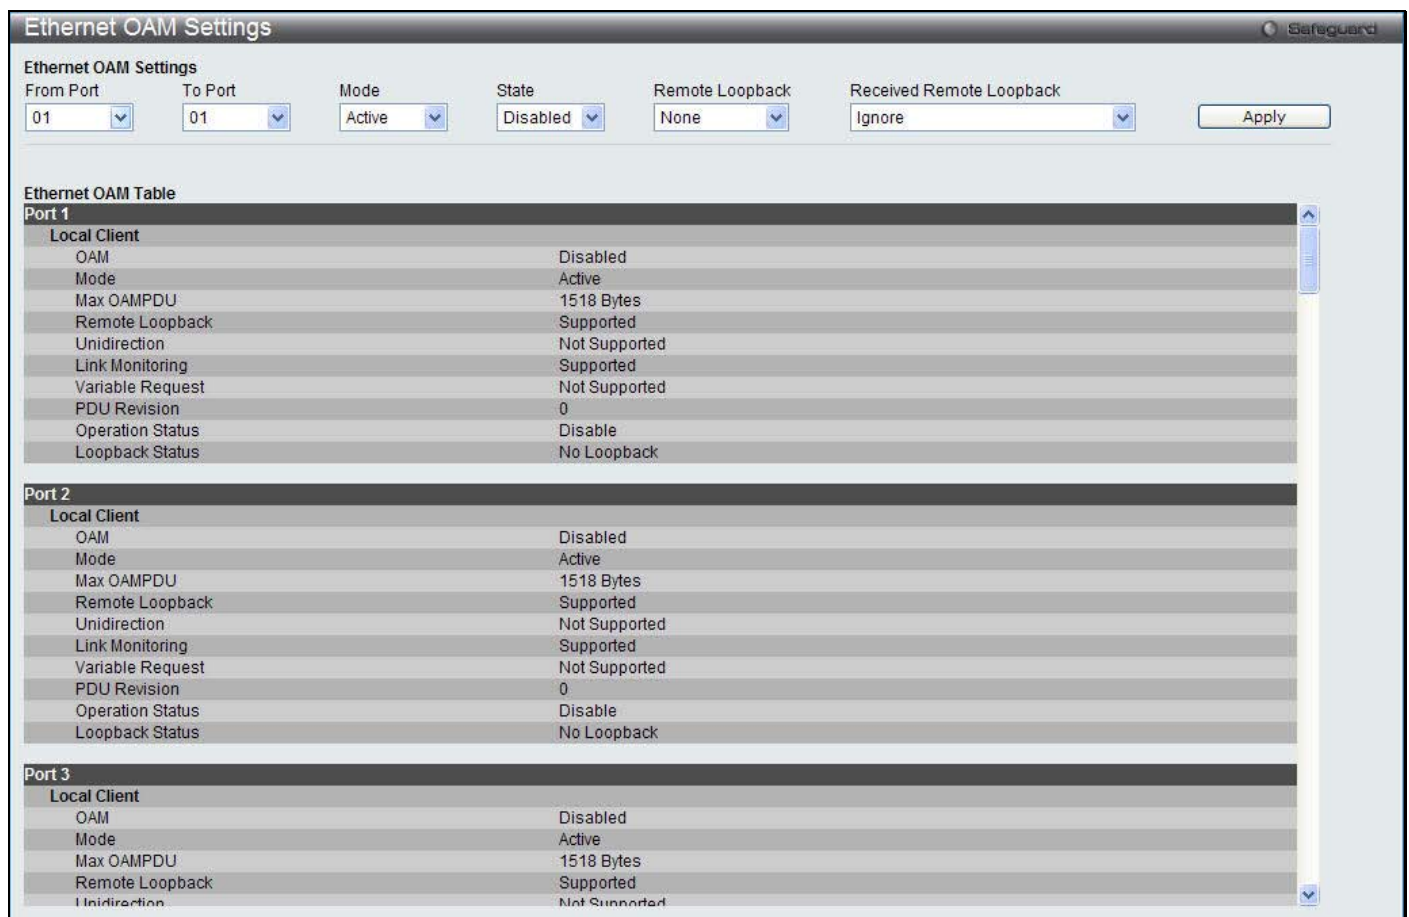 Ethernet OAM Settings
Safeguard
Ethernet OAM Settings
From Port To Port Mode State Remote Loopback Received Remote Loopback
01 01 Active Disabled None Ignore Apply
Ethernet OAM Table
Port 1
Local Client
OAM Disabled
Mode Active
Max OAMPDU 1518 Bytes
Remote Loopback Supported
Unidirection Not Supported
Link Monitoring Supported
Variable Request Not Supported
PDU Revision 0
Operation Status Disable
Loopback Status No Loopback
Port 2
Local Client
OAM Disabled
Mode Active
Max OAMPDU 1518 Bytes
Remote Loopback Supported
Unidirection Not Supported
Link Monitoring Supported
Variable Request Not Supported
PDU Revision 0
Operation Status Disable
Loopback Status No Loopback
Port 3
Local Client
OAM Disabled
Mode Active
Max OAMPDU 1518 Bytes
Remote Loopback Supported
Unidirection Not Supported